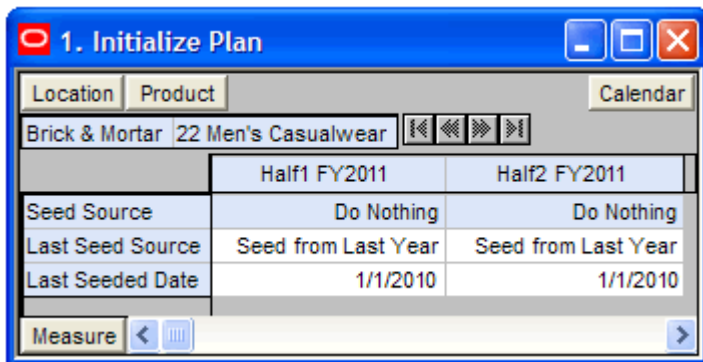 1. Initialize Plan
Location Product Calendar
Brick & Mortar 22 Men's Casualwear
Half1 FY2011 Half2 FY2011
Seed Source Do Nothing Do Nothing
Last Seed Source Seed from Last Year Seed from Last Year
Last Seeded Date 1/1/2010 1/1/2010
Measure